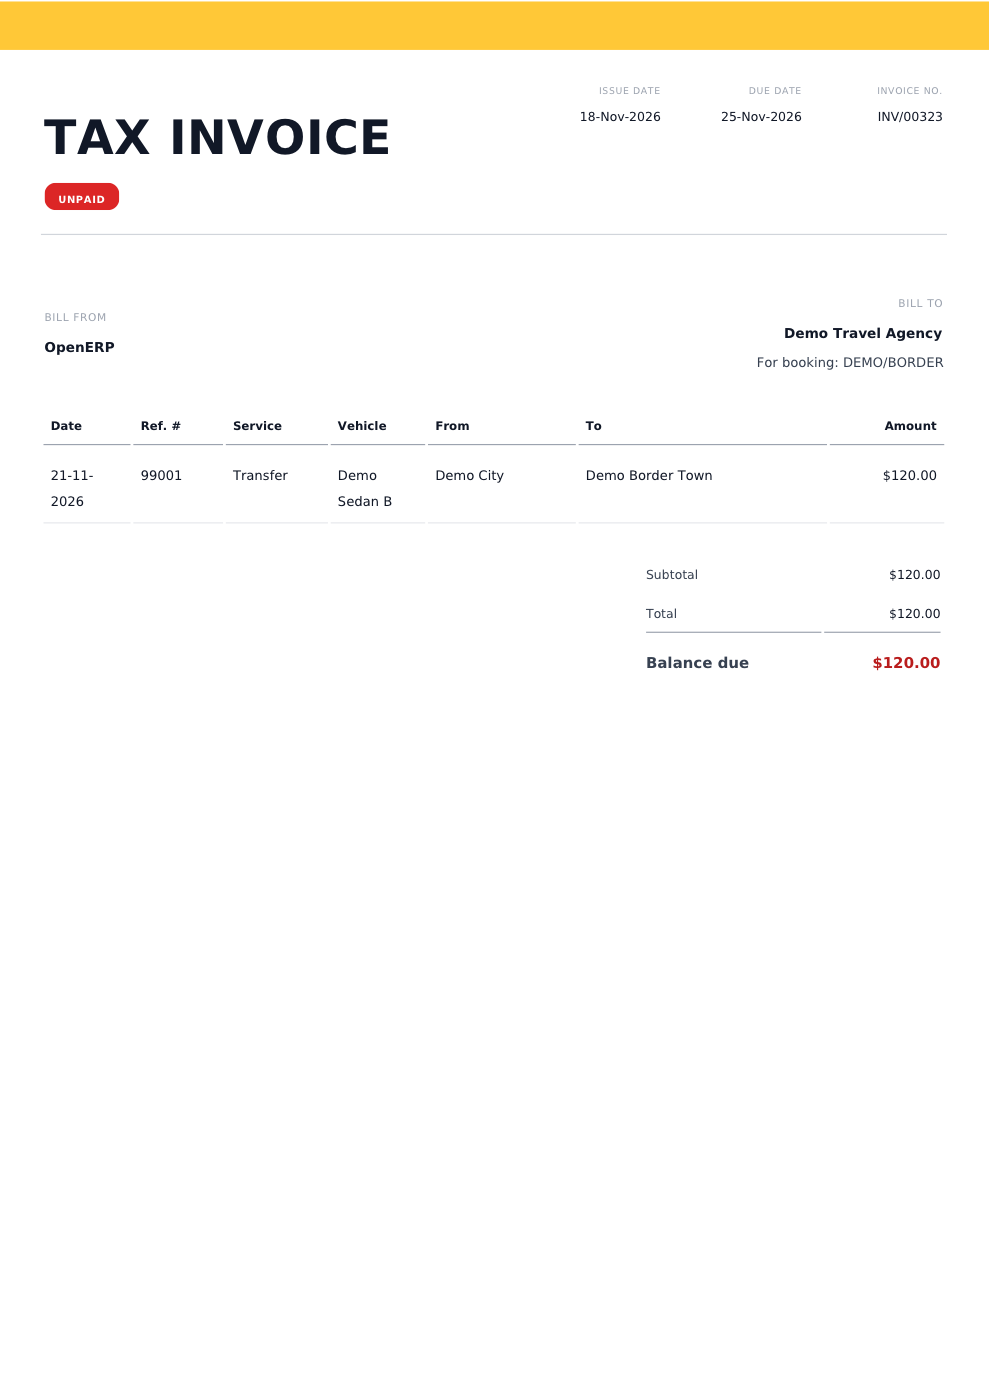 ISSUE DATE DUE DATE INVOICE NO.
18-Nov-2026 25-Nov-2026 INV/00323
TAX INVOICE
UNPAID
BILL FROM
OpenERP
BILL TO
Demo Travel Agency
For booking: DEMO/BORDER
Date Ref. # Service Vehicle From To Amount
21-11- 99001 Transfer Demo Demo City Demo Border Town $120.00
2026 Sedan B
Subtotal $120.00
Total $120.00
Balance due $120.00